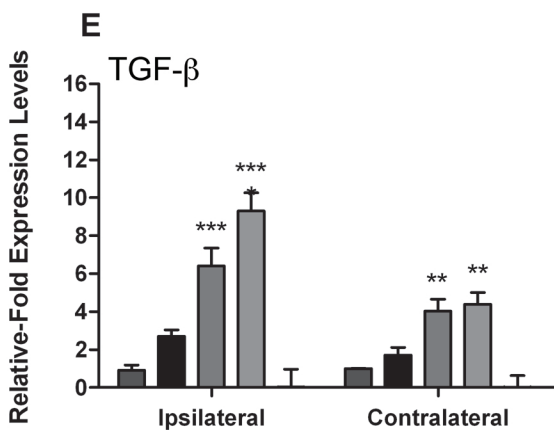 E
TGF-β
Relative-Fold Expression Levels
16
14
12
10
8
6
4
2
0
***
*
***
**
**
Ipsilateral
Contralateral